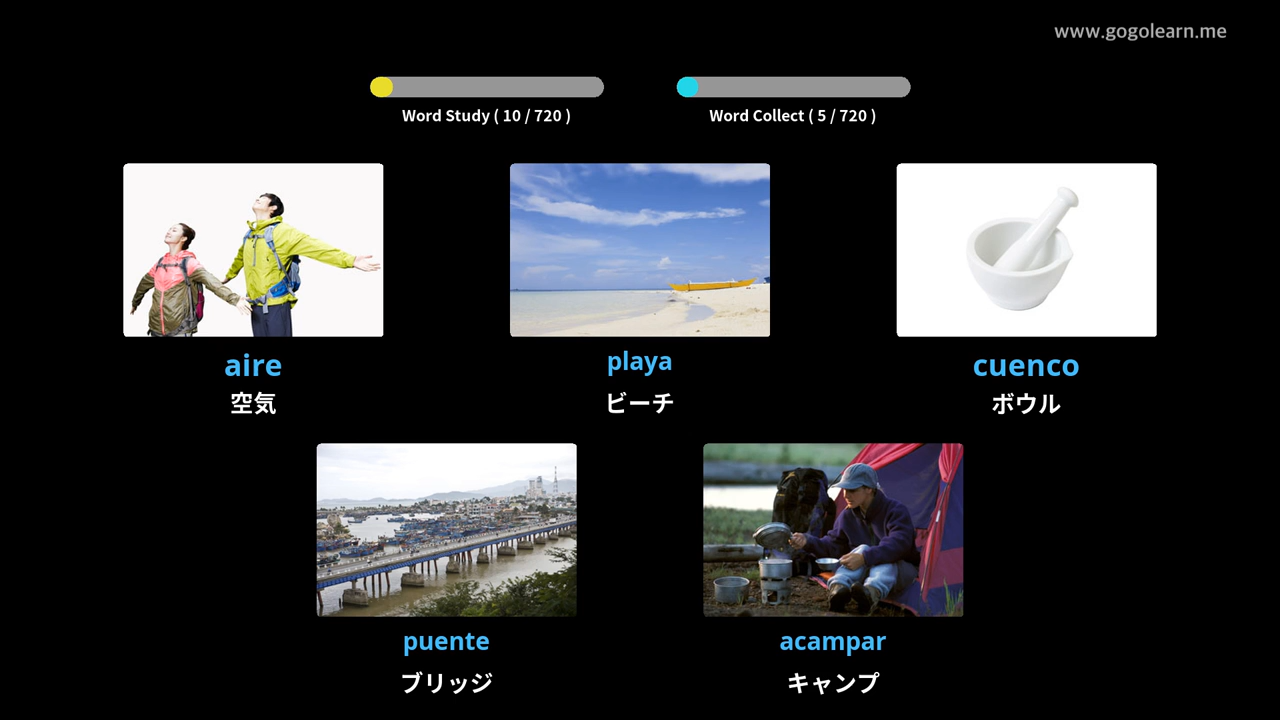 www.gogolearn.me
Word Study ( 10 / 720 )
Word Collect ( 5 / 720 )
aire
空気
playa
ビーチ
cuenco
ボウル
puente
ブリッジ
acampar
キャンプ